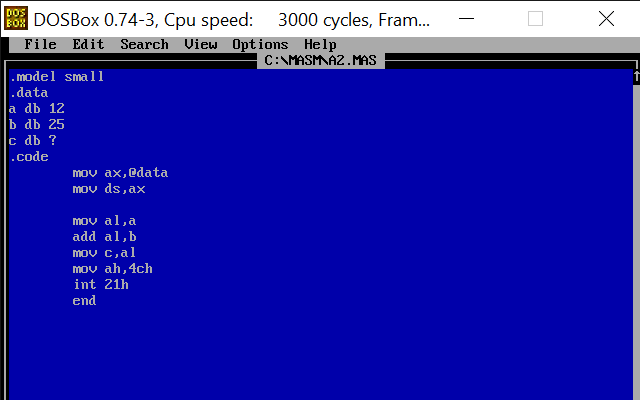 DOS BOX DOSBox 0.74-3, Cpu speed: 3000 cycles, Fram...
File Edit Search View Options Help
C:\MASM\A2.MAS
.model small
.data
a db 12
b db 25
c db ?
.code
mov ax,@data
mov ds,ax
mov al,a
add al,b
mov c,al
mov ah,4ch
int 21h
end